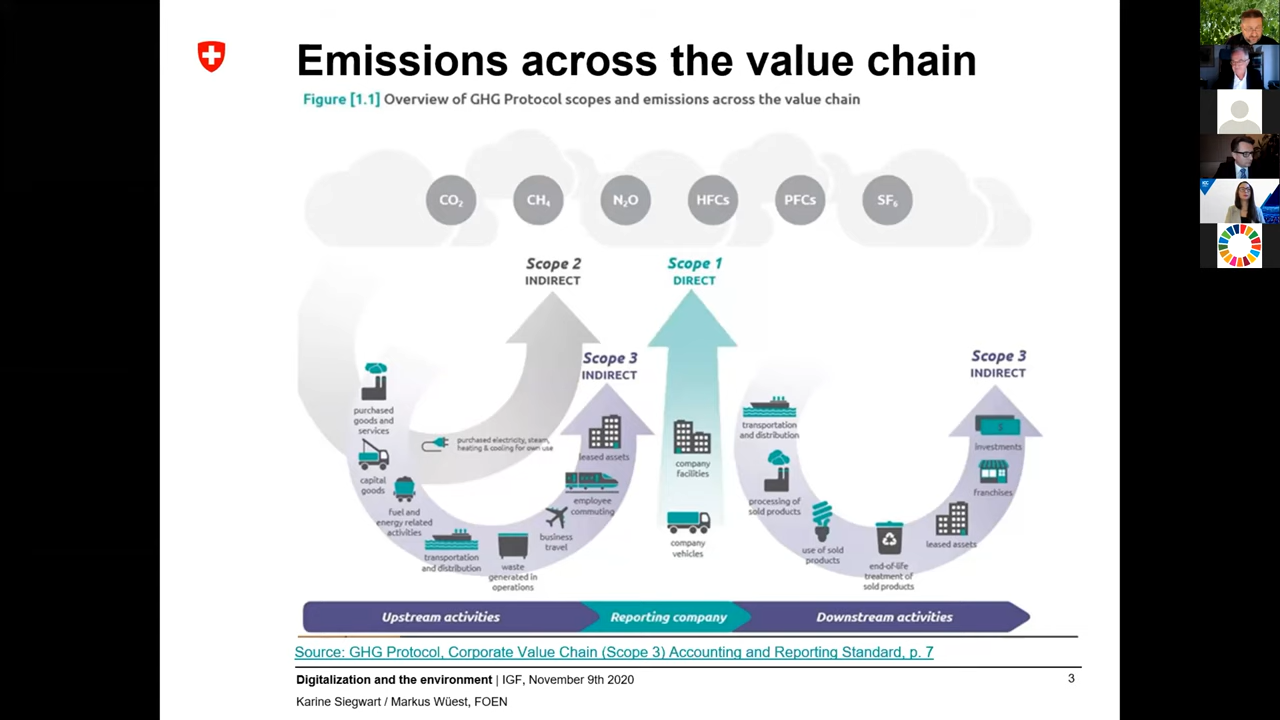 Emissions across the value chain
Figure [1.1] Overview of GHG Protocol scopes and emissions across the value chain
CO₂
CH₄
N₂O
HFCs
PFCs
SF₆
Scope 2
INDIRECT
Scope 1
DIRECT
Scope 3
INDIRECT
Scope 3
INDIRECT
purchased
goods and
services
capital
goods
fuel and
energy related
activities
transportation
and distribution
waste
generated in
operations
business
travel
employee
commuting
leased assets
purchased electricity, steam,
heating & cooling for own use
company
facilities
company
vehicles
transportation
and distribution
processing of
sold products
use of sold
products
end-of-life
treatment of
sold products
leased assets
franchises
investments
Upstream activities
Reporting company
Downstream activities
Source: GHG Protocol, Corporate Value Chain (Scope 3) Accounting and Reporting Standard, p. 7
Digitalization and the environment | IGF, November 9th 2020
3
Karine Siegwart / Markus Wüest, FOEN